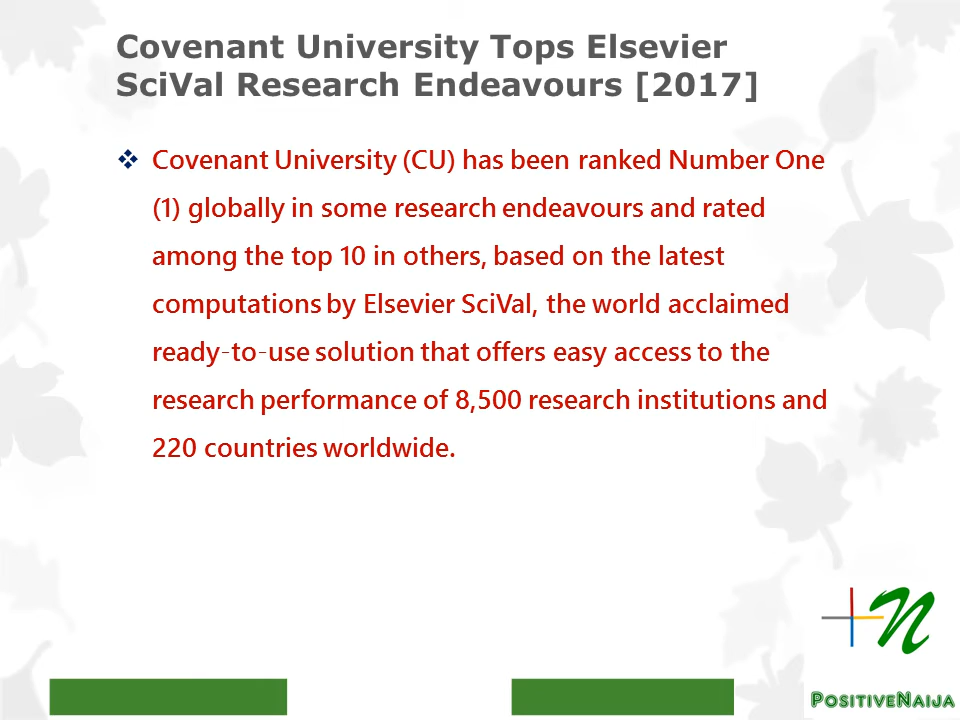 Covenant University Tops Elsevier
SciVal Research Endeavours [2017]
Covenant University (CU) has been ranked Number One
(1) globally in some research endeavours and rated
among the top 10 in others, based on the latest
computations by Elsevier SciVal, the world acclaimed
ready-to-use solution that offers easy access to the
research performance of 8,500 research institutions and
220 countries worldwide.
+N
PositiveNaija